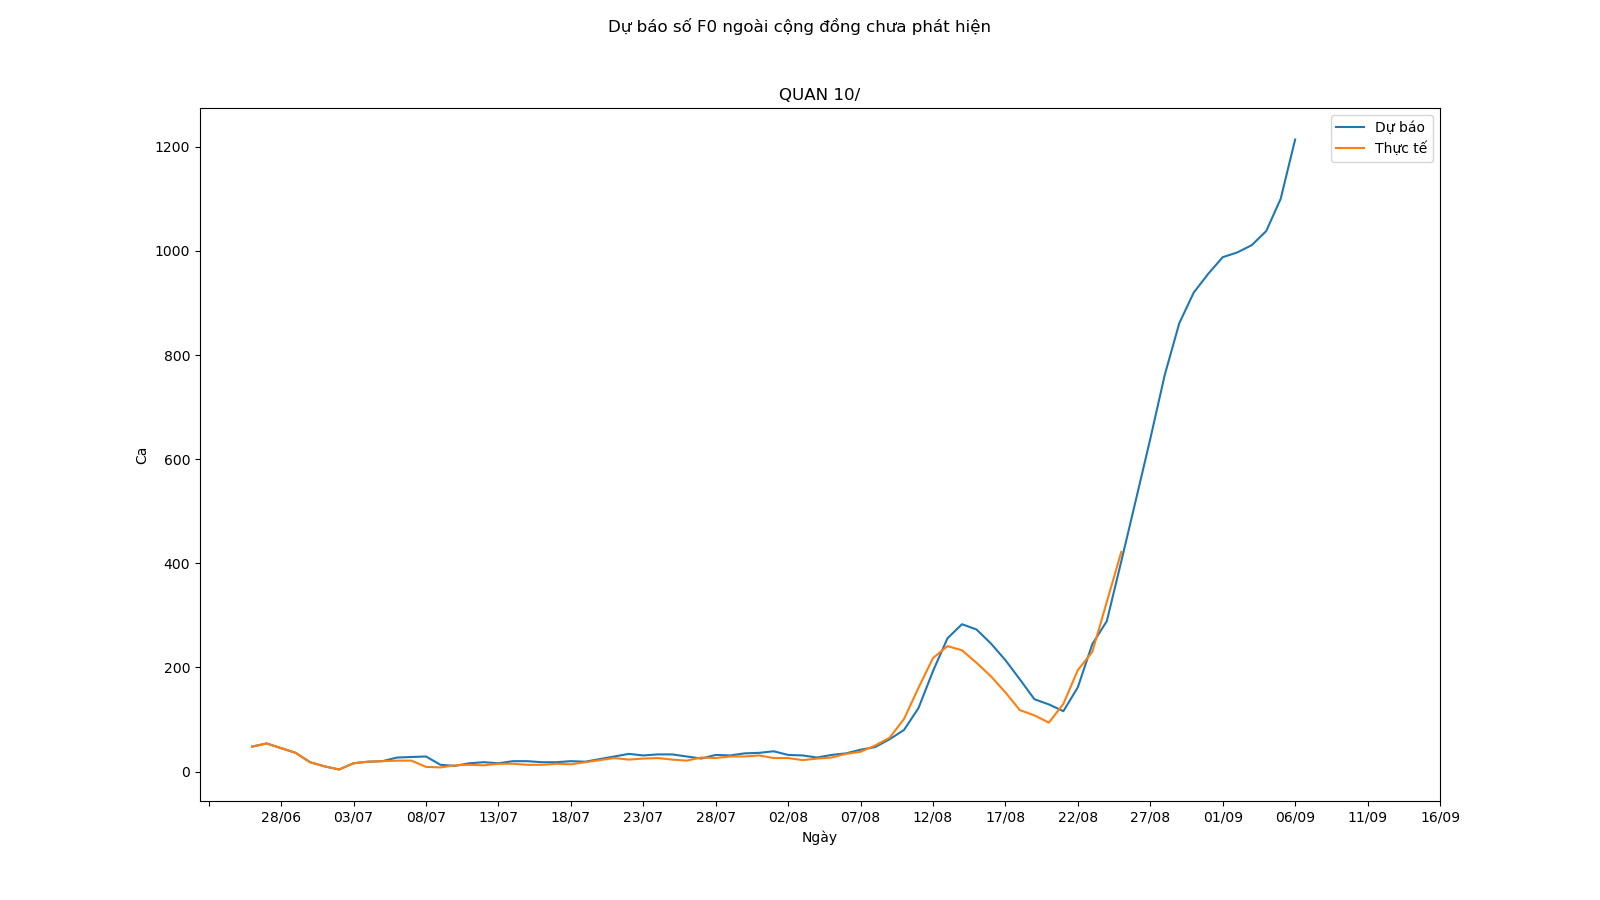 Dự báo số F0 ngoài cộng đồng chưa phát hiện
QUAN 10/
Dự báo
Thực tế
1200
1000
800
600
400
200
0
Ca
28/06 03/07 08/07 13/07 18/07 23/07 28/07 02/08 07/08 12/08 17/08 22/08 27/08 01/09 06/09 11/09 16/09
Ngày